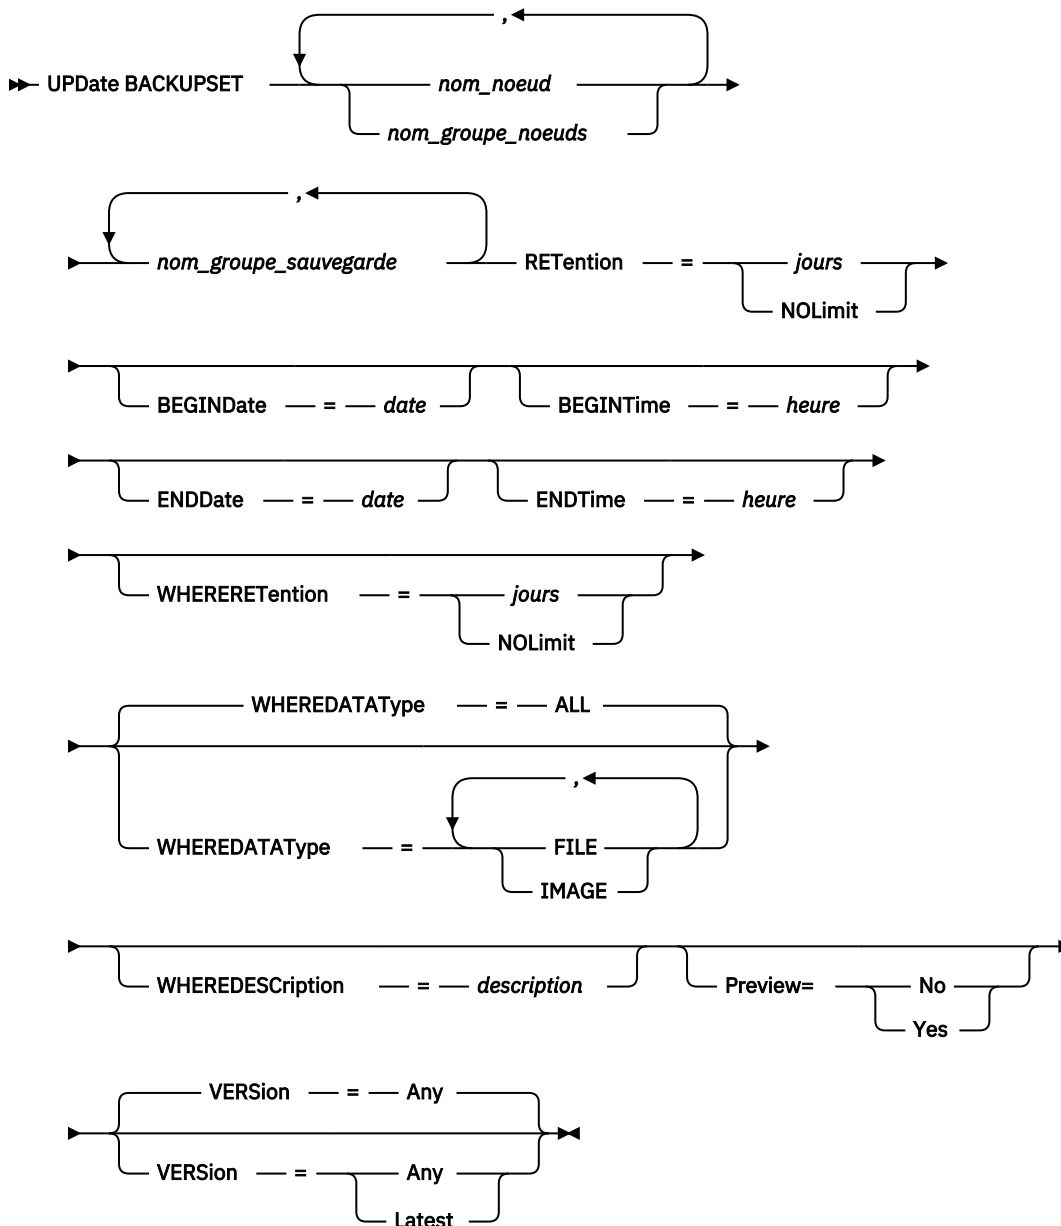 ,
UPDate BACKUPSET nom_noeud
nom_groupe_noeuds
,
nom_groupe_sauvegarde RETention = jours
NOLimit
BEGINDate = date BEGINTime = heure
ENDDate = date ENDTime = heure
WHERERETention = jours
NOLimit
WHEREDATAType = ALL
,
WHEREDATAType = FILE
IMAGE
WHEREDESCription = description Preview= No
Yes
VERSion = Any
VERSion = Any
Latest